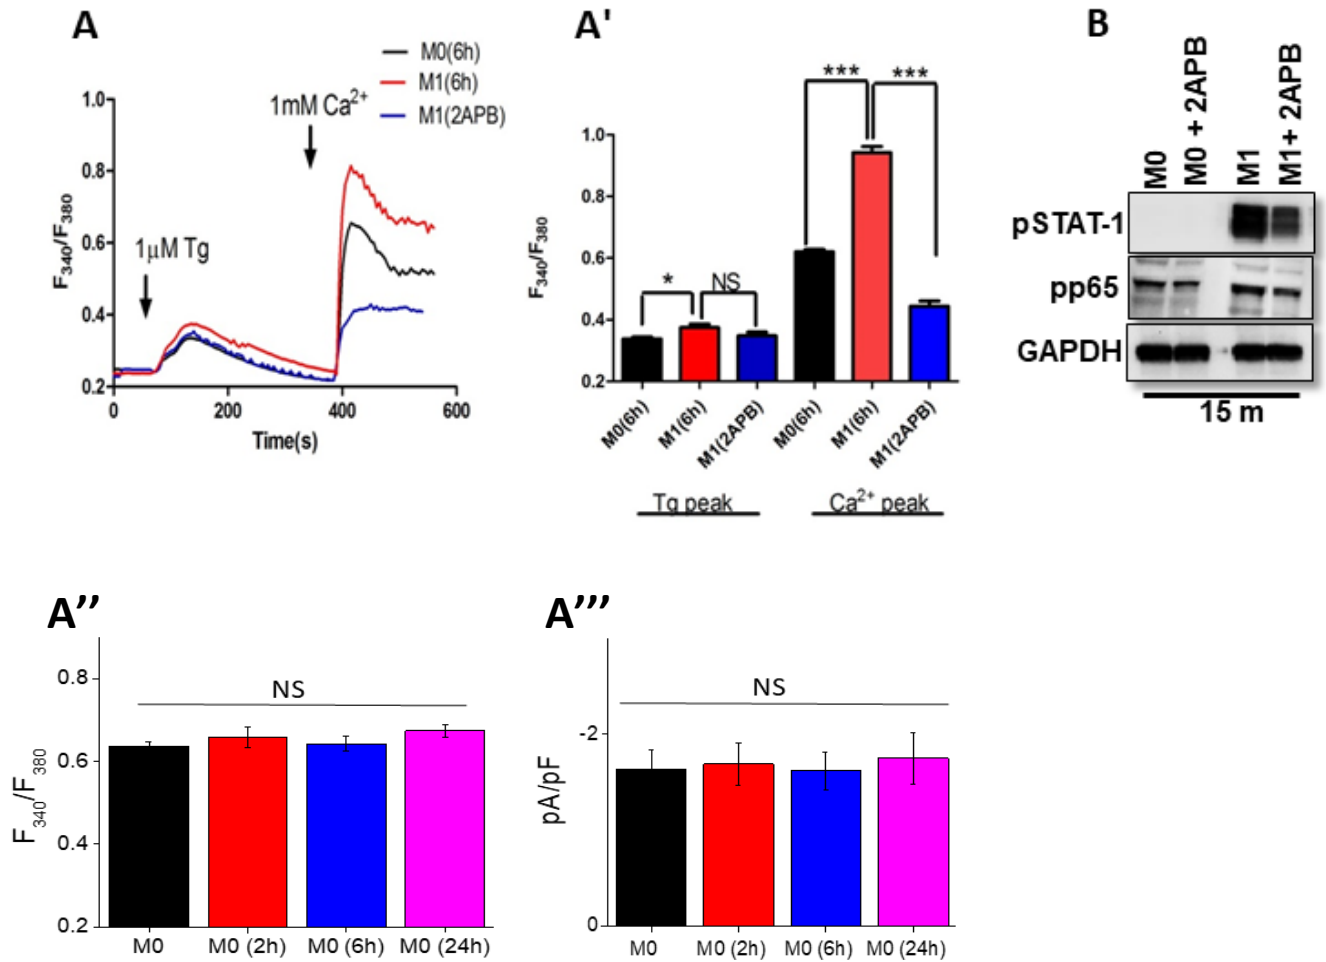 A
M0(6h)
M1(6h)
M1(2APB)
1mM Ca²⁺
1μM Tg
1.0
0.8
0.6
0.4
0.2
F₃₄₀/F₃₈₀
0
200
400
600
Time(s)
A'
***
***
1.0
0.8
0.6
0.4
0.2
F₃₄₀/F₃₈₀
*
NS
M0(6h)
M1(6h)
M1(2APB)
M0(6h)
M1(6h)
M1(2APB)
Tg peak
Ca²⁺ peak
B
M0
M0 + 2APB
M1
M1+ 2APB
pSTAT-1
pp65
GAPDH
15 m
A’’
0.8
0.6
0.4
0.2
F ₃₄₀/F ₃₈₀
NS
M0
M0 (2h)
M0 (6h)
M0 (24h)
A’’’
-2
0
pA/pF
NS
M0
M0 (2h)
M0 (6h)
M0 (24h)